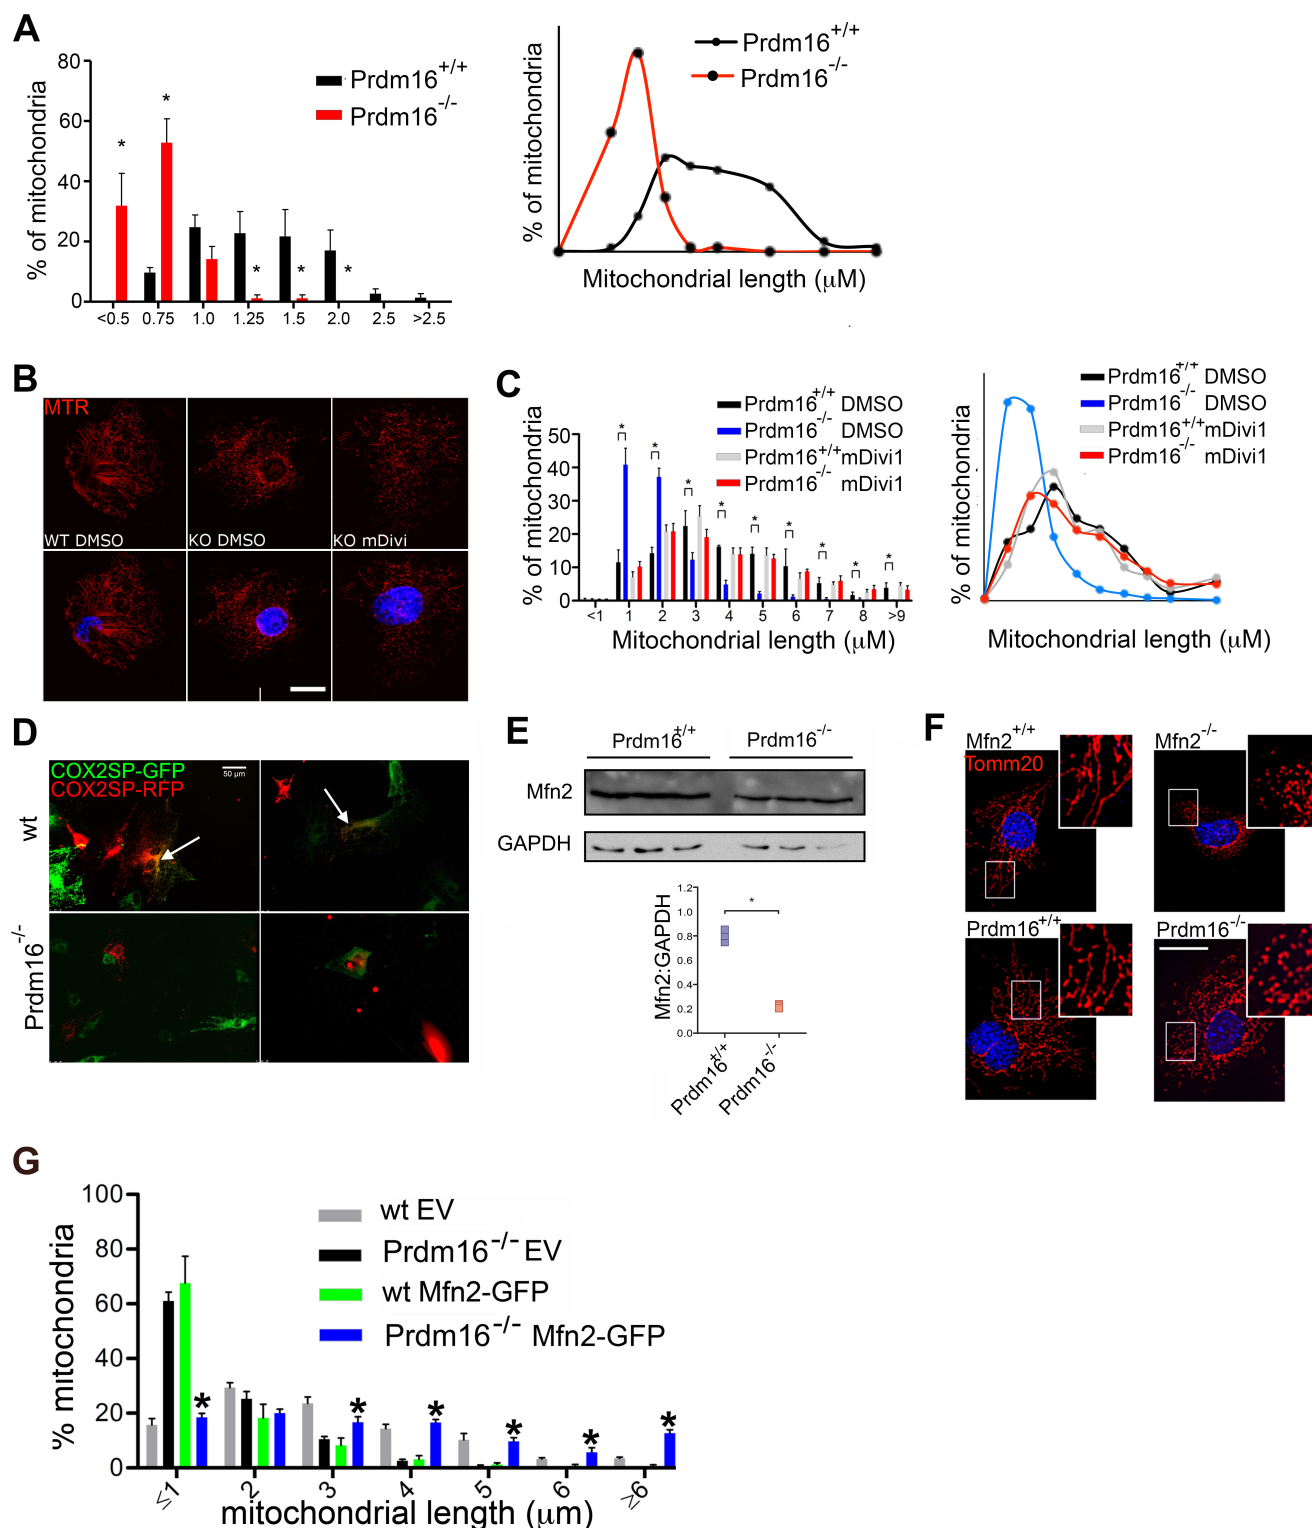 A
80
60
40
20
0
% of mitochondria
Prdm16+/+
Prdm16-/-
*
*
*
*
*
<0.5 0.75 1.0 1.25 1.5 2.0 2.5 >2.5
Prdm16+/+
Prdm16-/-
% of mitochondria
Mitochondrial length (μM)
B
MTR
WT DMSO
KO DMSO
KO mDivi
C
Prdm16+/+ DMSO
Prdm16-/- DMSO
Prdm16+/+mDivi1
Prdm16-/- mDivi1
50
40
30
20
10
0
% of mitochondria
* * * * * * * * *
<1 1 2 3 4 5 6 7 8 >9
Mitochondrial length (μM)
Prdm16+/+ DMSO
Prdm16-/- DMSO
Prdm16+/+mDivi1
Prdm16-/- mDivi1
% of mitochondria
Mitochondrial length (μM)
D
COX2SP-GFP
COX2SP-RFP
50 μm
wt
Prdm16-/-
E
Prdm16+/+
Prdm16-/-
Mfn2
GAPDH
1.2
1.0
0.8
0.6
0.4
0.2
0.0
Mfn2:GAPDH
*
Prdm16+/+
Prdm16-/-
F
Mfn2+/+
Mfn2-/-
Tomm20
Prdm16+/+
Prdm16-/-
G
100
80
60
40
20
0
% mitochondria
wt EV
Prdm16-/- EV
wt Mfn2-GFP
Prdm16-/- Mfn2-GFP
* * * * * *
≤1 2 3 4 5 6 ≥6
mitochondrial length (μm)